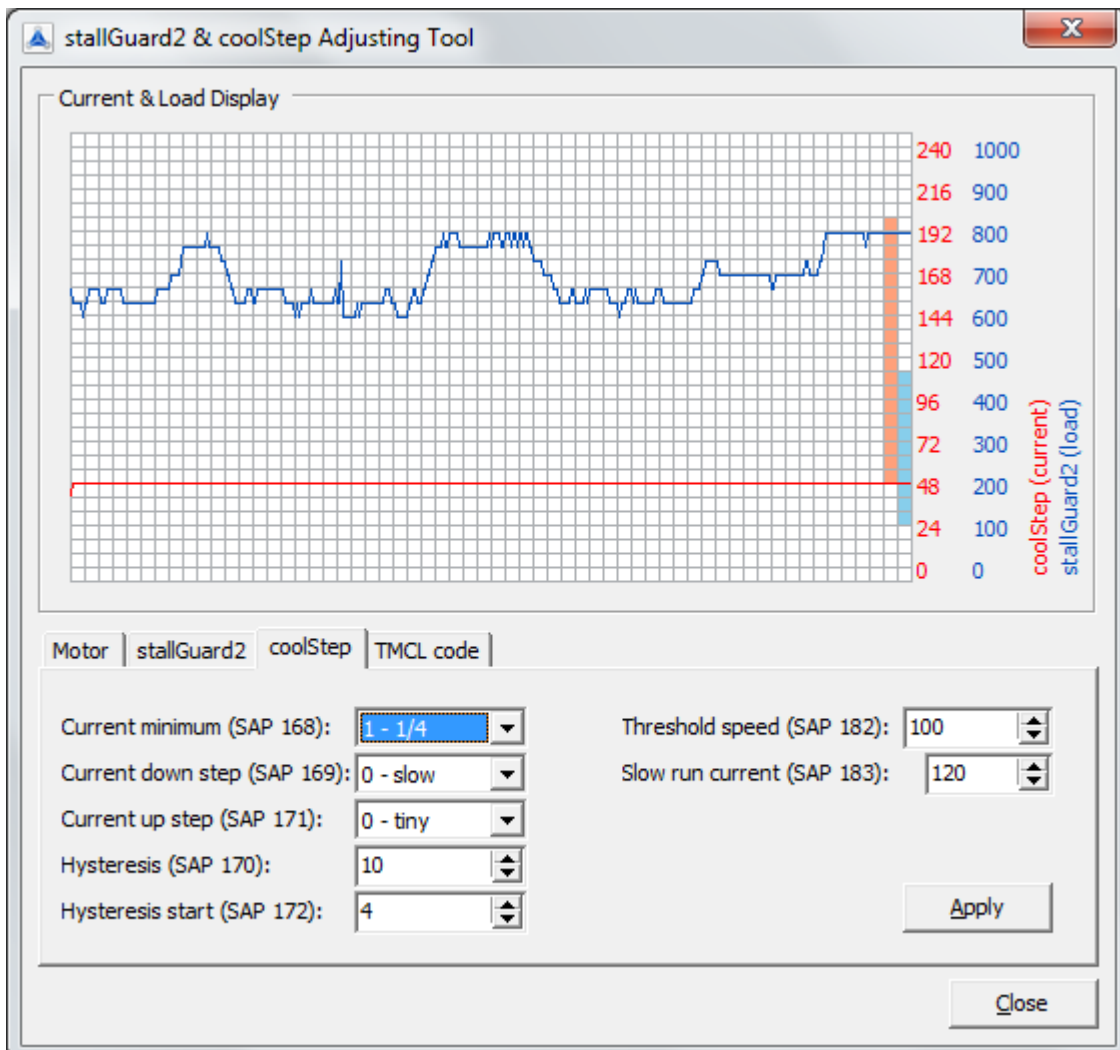 stallGuard2 & coolStep Adjusting Tool
Current & Load Display
240 1000
216 900
192 800
168 700
144 600
120 500
96 400
72 300
48 200
24 100
0 0
coolStep (current)
stallGuard2 (load)
Motor stallGuard2 coolStep TMCL code
Current minimum (SAP 168): 1 - 1/4 Threshold speed (SAP 182): 100
Current down step (SAP 169): 0 - slow Slow run current (SAP 183): 120
Current up step (SAP 171): 0 - tiny
Hysteresis (SAP 170): 10
Hysteresis start (SAP 172): 4 Apply
Close